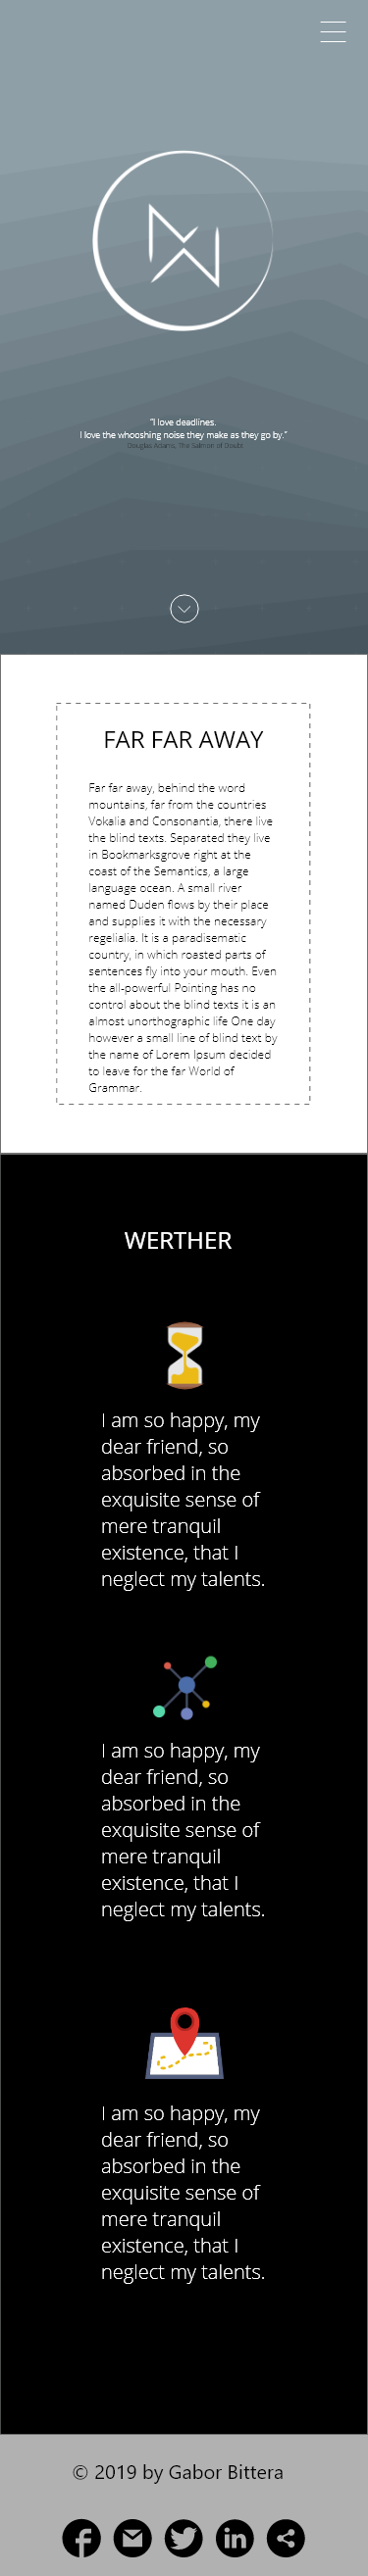 "I love deadlines.
I love the whooshing noise they make as they go by."
Douglas Adams, The Salmon of Doubt
FAR FAR AWAY
Far far away, behind the word
mountains, far from the countries
Vokalia and Consonantia, there live
the blind texts. Separated they live
in Bookmarksgrove right at the
coast of the Semantics, a large
language ocean. A small river
named Duden flows by their place
and supplies it with the necessary
regelialia. It is a paradisematic
country, in which roasted parts of
sentences fly into your mouth. Even
the all-powerful Pointing has no
control about the blind texts it is an
almost unorthographic life One day
however a small line of blind text by
the name of Lorem Ipsum decided
to leave for the far World of
Grammar.
WERTHER
I am so happy, my
dear friend, so
absorbed in the
exquisite sense of
mere tranquil
existence, that I
neglect my talents.
I am so happy, my
dear friend, so
absorbed in the
exquisite sense of
mere tranquil
existence, that I
neglect my talents.
I am so happy, my
dear friend, so
absorbed in the
exquisite sense of
mere tranquil
existence, that I
neglect my talents.
© 2019 by Gabor Bittera